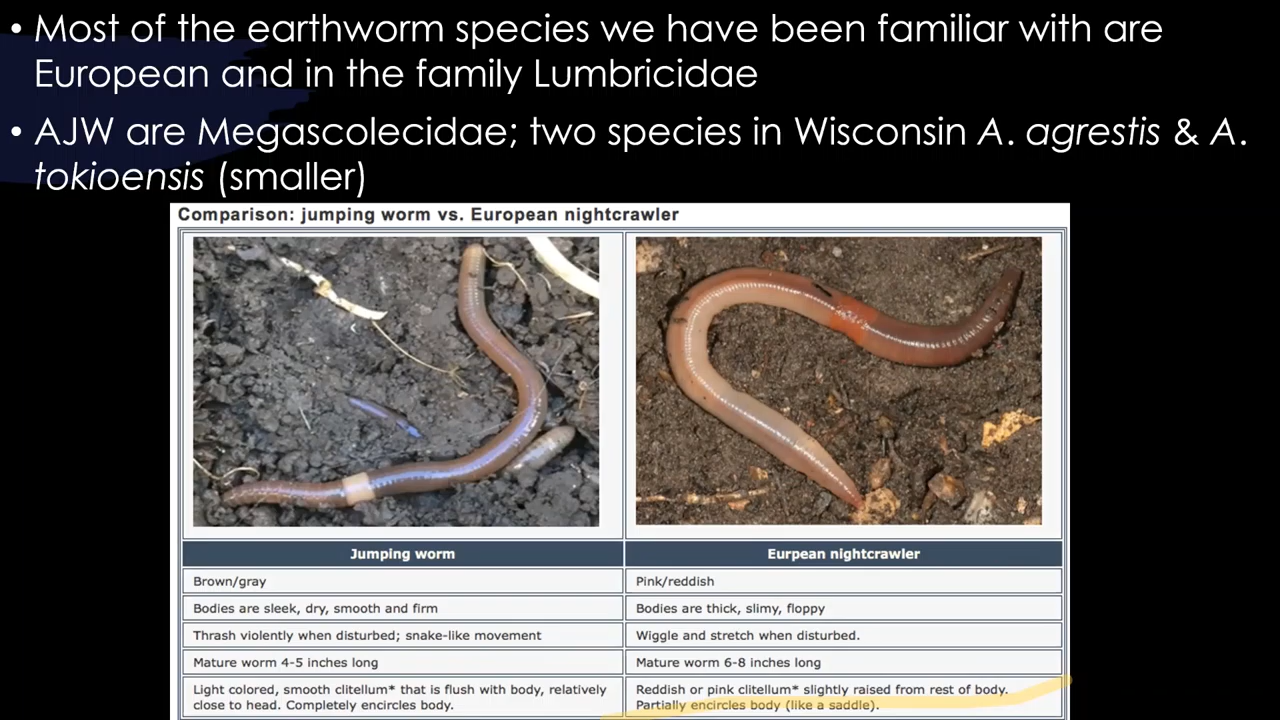 • Most of the earthworm species we have been familiar with are
European and in the family Lumbricidae
• AJW are Megascolecidae; two species in Wisconsin A. agrestis & A.
tokioensis (smaller)
Comparison: jumping worm vs. European nightcrawler
Jumping worm
Eurpean nightcrawler
Brown/gray
Pink/reddish
Bodies are sleek, dry, smooth and firm
Bodies are thick, slimy, floppy
Thrash violently when disturbed; snake-like movement
Wiggle and stretch when disturbed.
Mature worm 4-5 inches long
Mature worm 6-8 inches long
Light colored, smooth clitellum* that is flush with body, relatively
close to head. Completely encircles body.
Reddish or pink clitellum* slightly raised from rest of body.
Partially encircles body (like a saddle).